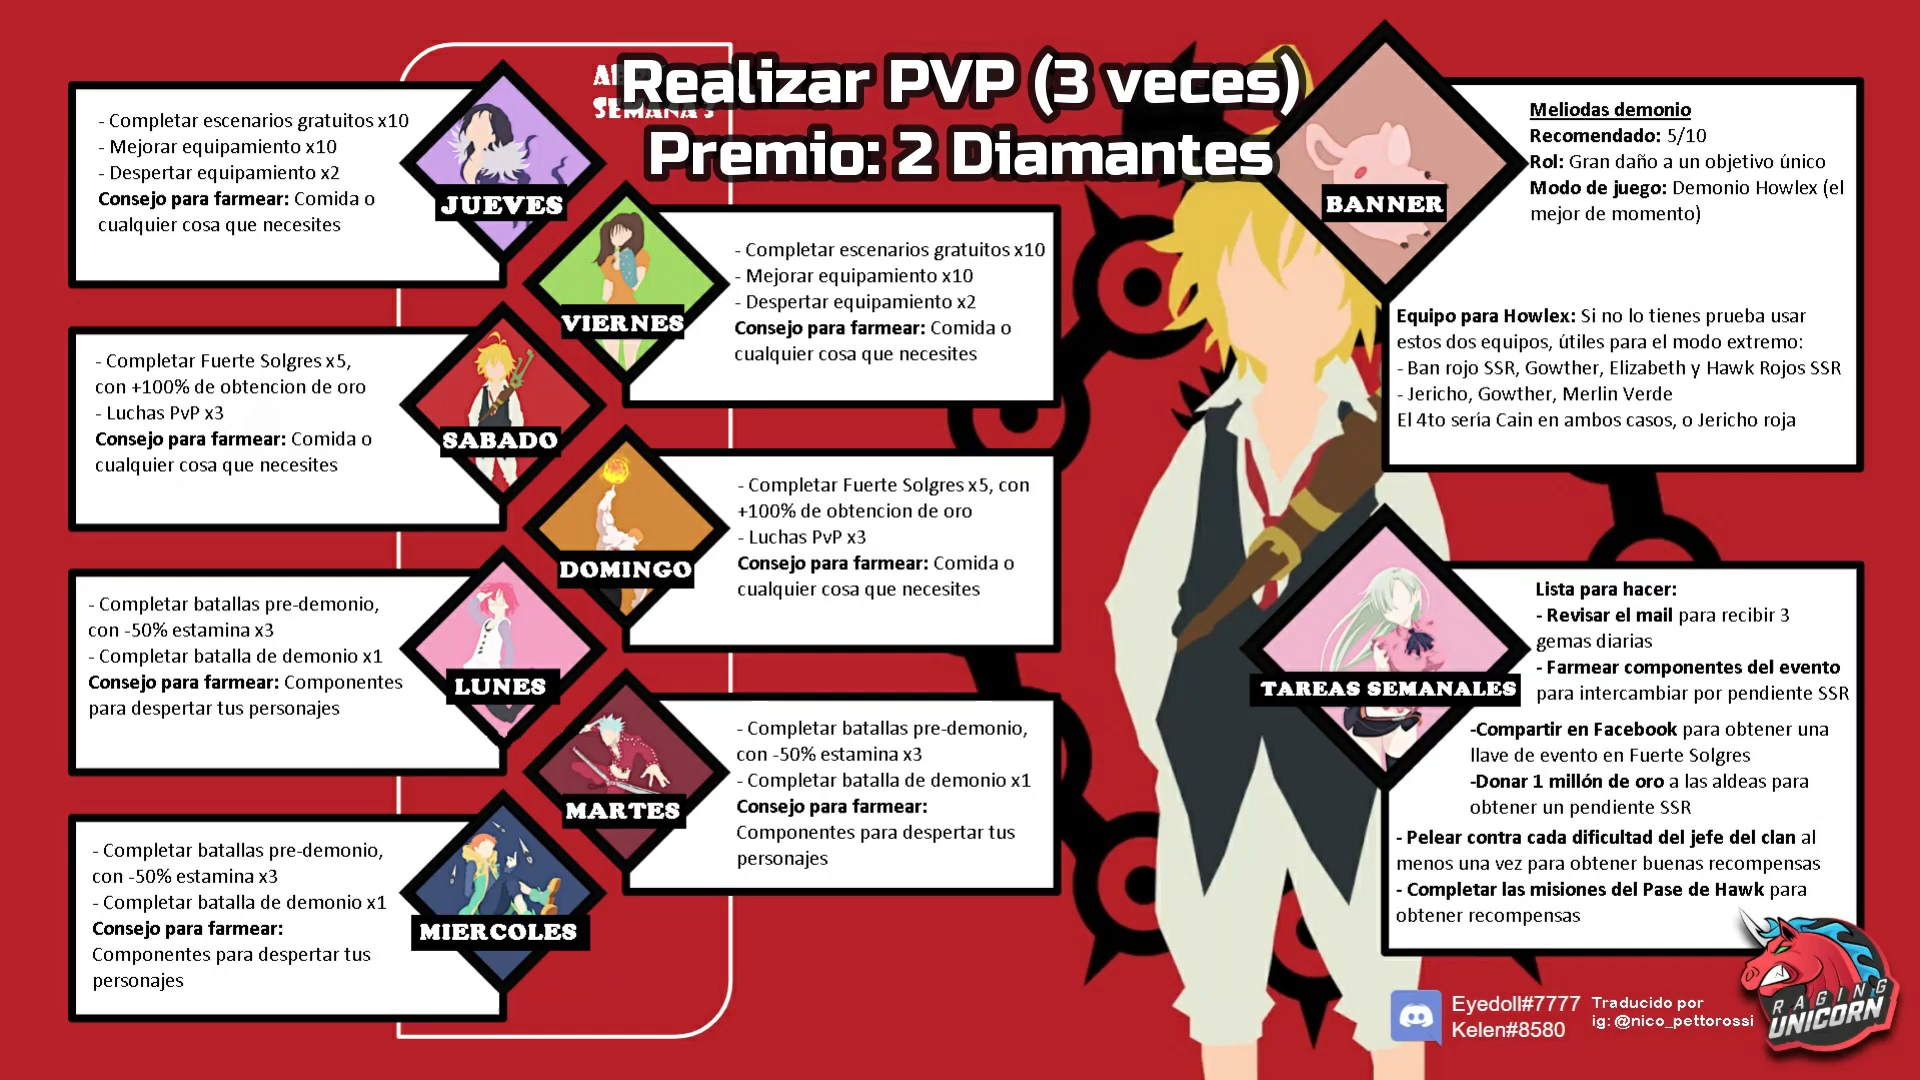 Realizar PVP (3 veces)
Premio: 2 Diamantes
SEMANA 3
- Completar escenarios gratuitos x10
- Mejorar equipamiento x10
- Despertar equipamiento x2
Consejo para farmear: Comida o
cualquier cosa que necesites
JUEVES
- Completar escenarios gratuitos x10
- Mejorar equipamiento x10
- Despertar equipamiento x2
Consejo para farmear: Comida o
cualquier cosa que necesites
VIERNES
- Completar Fuerte Solgres x5,
con +100% de obtencion de oro
- Luchas PvP x3
Consejo para farmear: Comida o
cualquier cosa que necesites
SABADO
- Completar Fuerte Solgres x5, con
+100% de obtencion de oro
- Luchas PvP x3
Consejo para farmear: Comida o
cualquier cosa que necesites
DOMINGO
- Completar batallas pre-demonio,
con -50% estamina x3
- Completar batalla de demonio x1
Consejo para farmear: Componentes
para despertar tus personajes
LUNES
- Completar batallas pre-demonio,
con -50% estamina x3
- Completar batalla de demonio x1
Consejo para farmear:
Componentes para despertar tus
personajes
MARTES
- Completar batallas pre-demonio,
con -50% estamina x3
- Completar batalla de demonio x1
Consejo para farmear:
Componentes para despertar tus
personajes
MIERCOLES
BANNER
Meliodas demonio
Recomendado: 5/10
Rol: Gran daño a un objetivo único
Modo de juego: Demonio Howlex (el
mejor de momento)
Equipo para Howlex: Si no lo tienes prueba usar
estos dos equipos, útiles para el modo extremo:
- Ban rojo SSR, Gowther, Elizabeth y Hawk Rojos SSR
- Jericho, Gowther, Merlin Verde
El 4to sería Cain en ambos casos, o Jericho roja
TAREAS SEMANALES
Lista para hacer:
- Revisar el mail para recibir 3
gemas diarias
- Farmear componentes del evento
para intercambiar por pendiente SSR
-Compartir en Facebook para obtener una
llave de evento en Fuerte Solgres
-Donar 1 millón de oro a las aldeas para
obtener un pendiente SSR
- Pelear contra cada dificultad del jefe del clan al
menos una vez para obtener buenas recompensas
- Completar las misiones del Pase de Hawk para
obtener recompensas
Eyedoll#7777
Kelen#8580
Traducido por
ig: @nico_pettorossi
RAGING
UNICORN